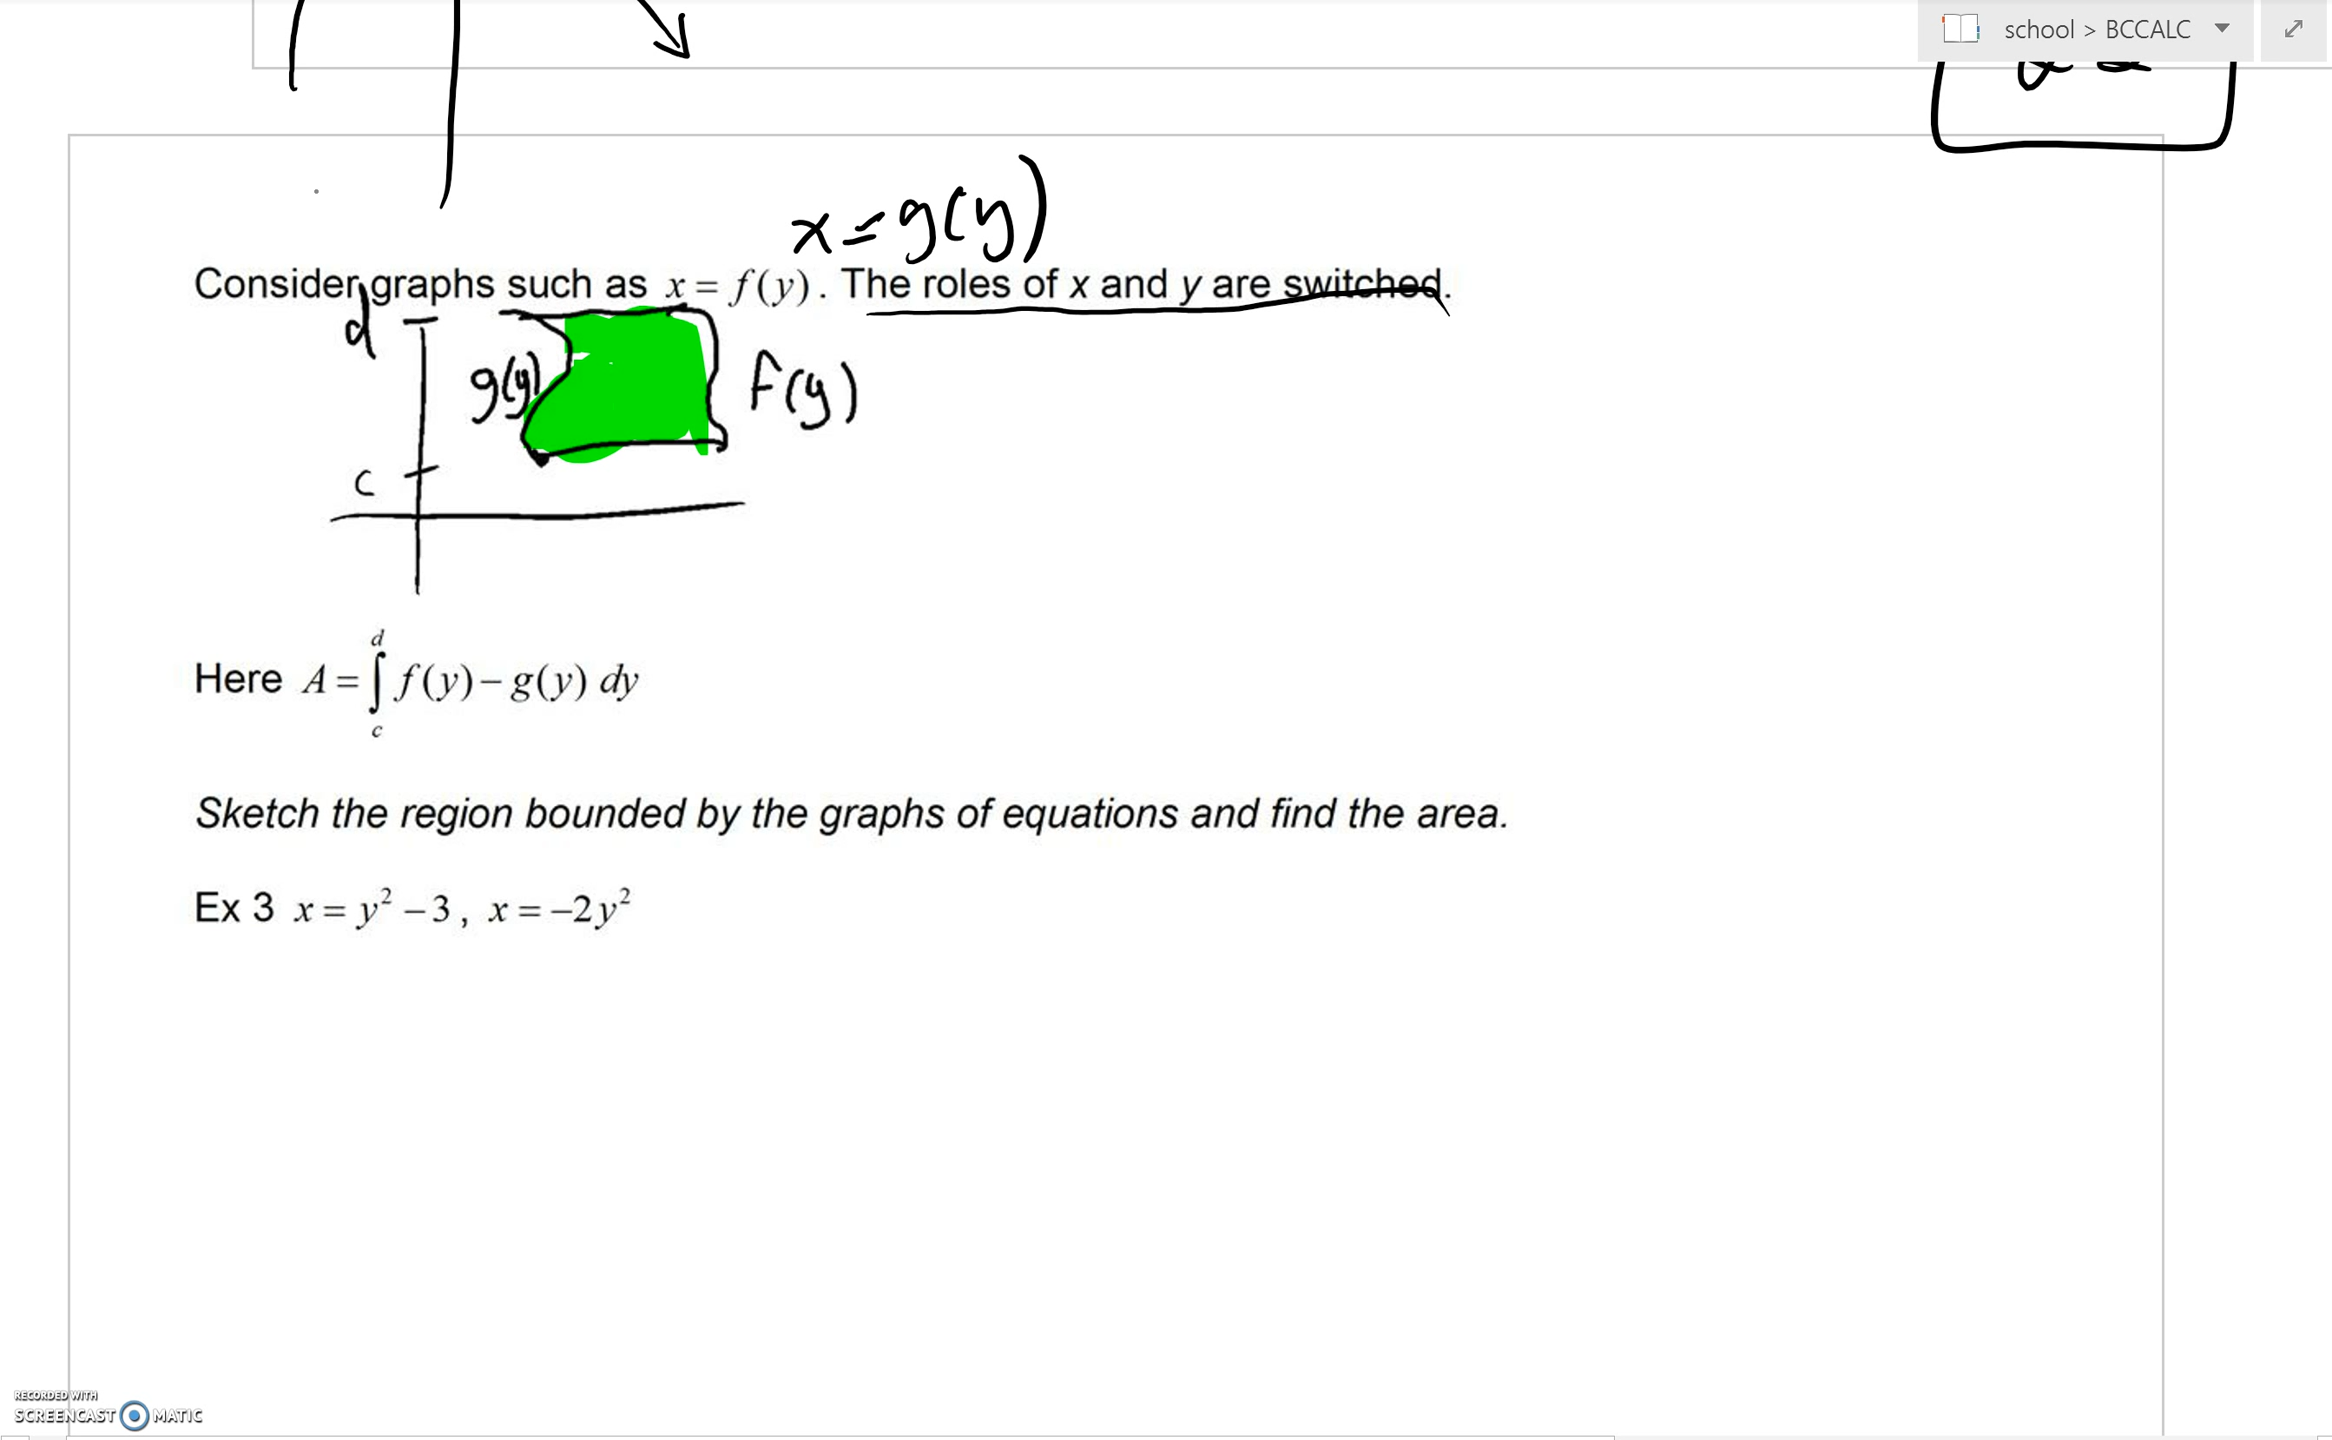 school > BCCALC
x = g(y)
Consider graphs such as x = f(y). The roles of x and y are switched.
d
g(y) f(y)
c
Here A = ∫_c^d f(y) − g(y) dy
Sketch the region bounded by the graphs of equations and find the area.
Ex 3 x = y² − 3, x = −2y²
RECORDED WITH
SCREENCAST MATIC